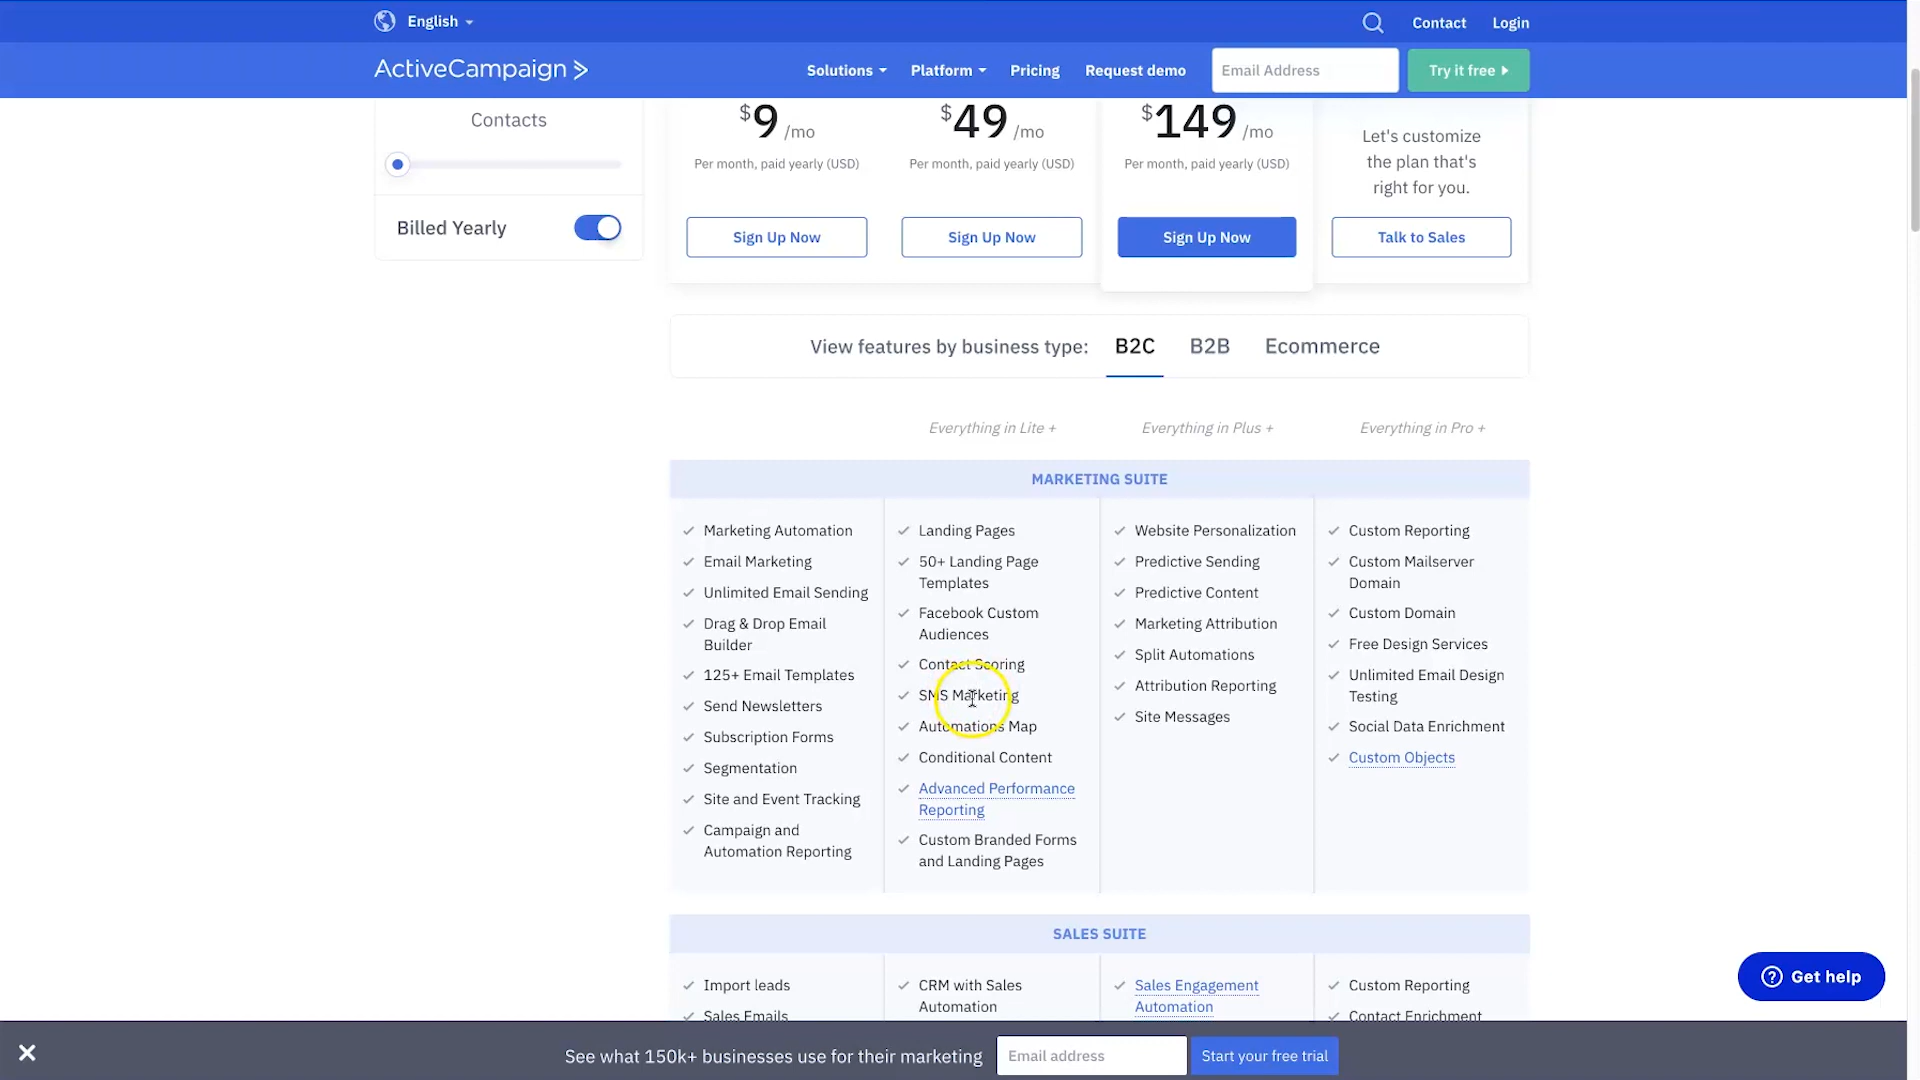 English
Contact
Login
ActiveCampaign >
Solutions
Platform
Pricing
Request demo
Email Address
Try it free
Contacts
Billed Yearly
$9 /mo
Per month, paid yearly (USD)
Sign Up Now
$49 /mo
Per month, paid yearly (USD)
Sign Up Now
$149 /mo
Per month, paid yearly (USD)
Sign Up Now
Let's customize
the plan that's
right for you.
Talk to Sales
View features by business type:
B2C
B2B
Ecommerce
Everything in Lite +
Everything in Plus +
Everything in Pro +
MARKETING SUITE
Marketing Automation
Email Marketing
Unlimited Email Sending
Drag & Drop Email
Builder
125+ Email Templates
Send Newsletters
Subscription Forms
Segmentation
Site and Event Tracking
Campaign and
Automation Reporting
Landing Pages
50+ Landing Page
Templates
Facebook Custom
Audiences
Contact Scoring
SMS Marketing
Automations Map
Conditional Content
Advanced Performance
Reporting
Custom Branded Forms
and Landing Pages
Website Personalization
Predictive Sending
Predictive Content
Marketing Attribution
Split Automations
Attribution Reporting
Site Messages
Custom Reporting
Custom Mailserver
Domain
Custom Domain
Free Design Services
Unlimited Email Design
Testing
Social Data Enrichment
Custom Objects
SALES SUITE
Import leads
Sales Emails
CRM with Sales
Automation
Sales Engagement
Automation
Custom Reporting
Contact Enrichment
Get help
See what 150k+ businesses use for their marketing
Email address
Start your free trial